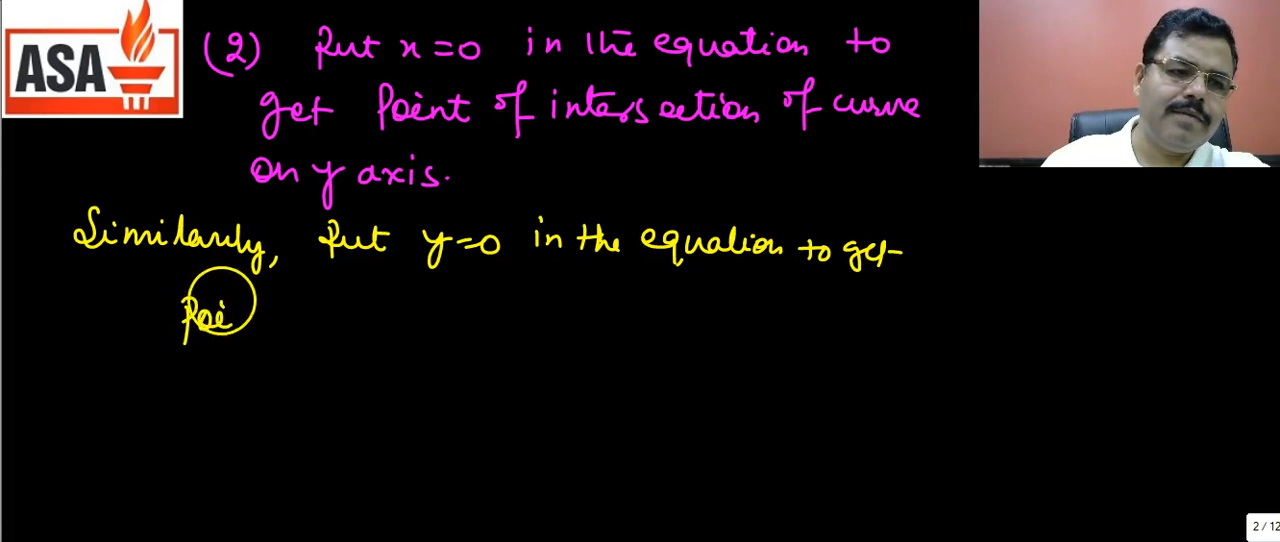 ASA
(2) Put x=0 in the equation to
get Point of intersection of curve
on y axis.
Similarly, Put y=0 in the equation to get
Poi
2 / 12